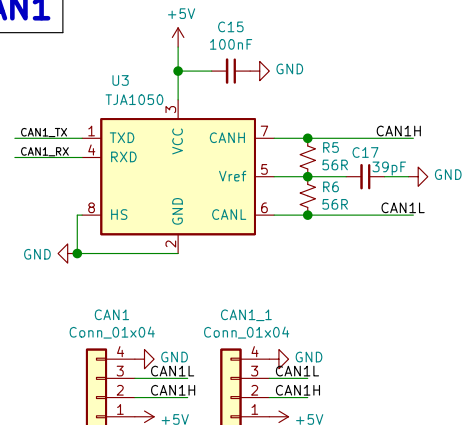 AN1
+5V
C15
100nF
GND
U3
TJA1050
3
VCC
CAN1_TX
1
TXD
CANH
7
CAN1H
R5
56R
C17
39pF
CAN1_RX
4
RXD
Vref
5
GND
R6
56R
8
HS
GND
CANL
6
CAN1L
2
GND
CAN1
Conn_01x04
4
GND
3
CAN1L
2
CAN1H
1
+5V
CAN1_1
Conn_01x04
4
GND
3
CAN1L
2
CAN1H
1
+5V